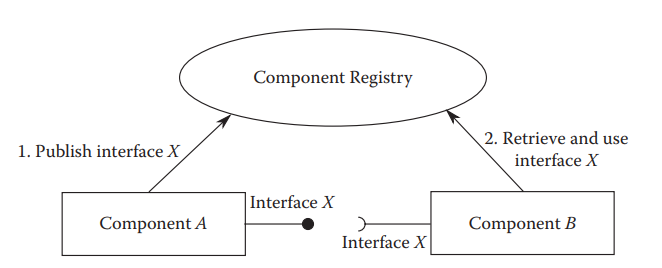 Component Registry
1. Publish interface X
2. Retrieve and use
interface X
Interface X
Component A
Component B
Interface X